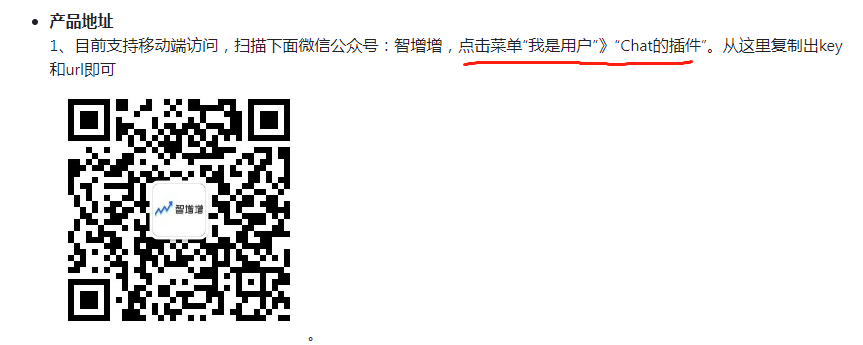 产品地址
1、目前支持移动端访问，扫描下面微信公众号：智增增，点击菜单“我是用户”》“Chat的插件”。从这里复制出key
和url即可
智增增
。